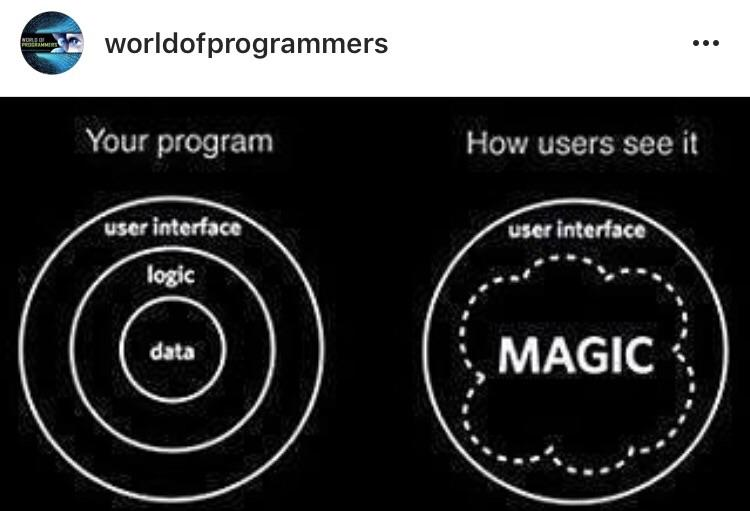 worldofprogrammers
Your program
How users see it
user interface
logic
data
user interface
MAGIC